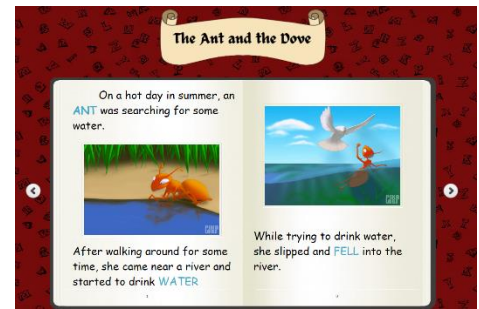 The Ant and the Dove
On a hot day in summer, an
ANT was searching for some
water.
After walking around for some
time, she came near a river and
started to drink WATER
While trying to drink water,
she slipped and FELL into the
river.